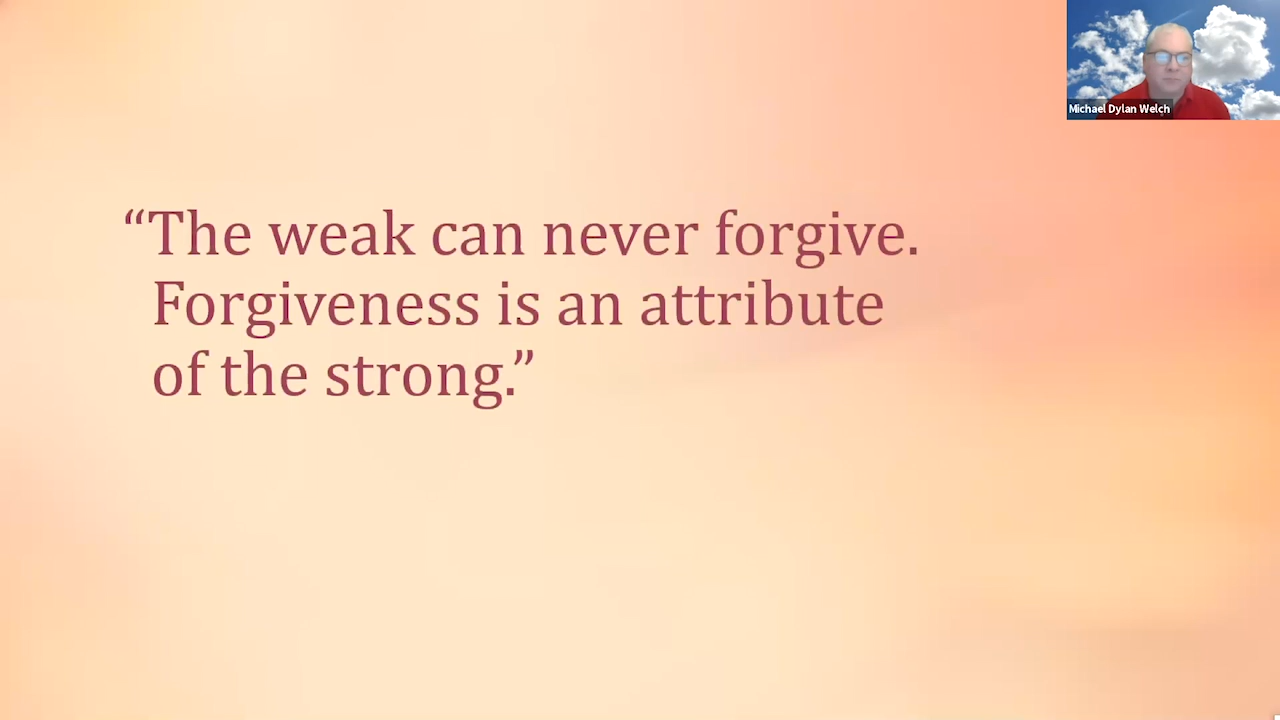 Michael Dylan Welch
“The weak can never forgive.
Forgiveness is an attribute
of the strong.”